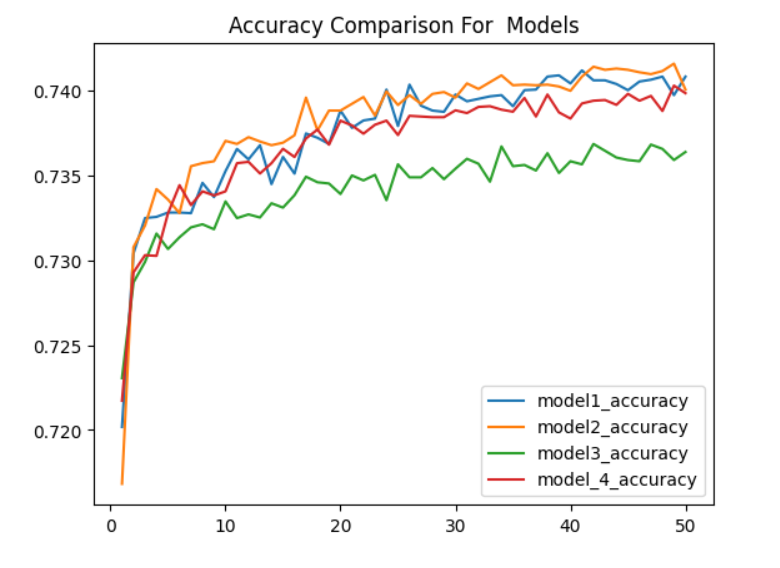 Accuracy Comparison For  Models
0.740
0.735
0.730
0.725
0.720
model1_accuracy
model2_accuracy
model3_accuracy
model_4_accuracy
0 10 20 30 40 50